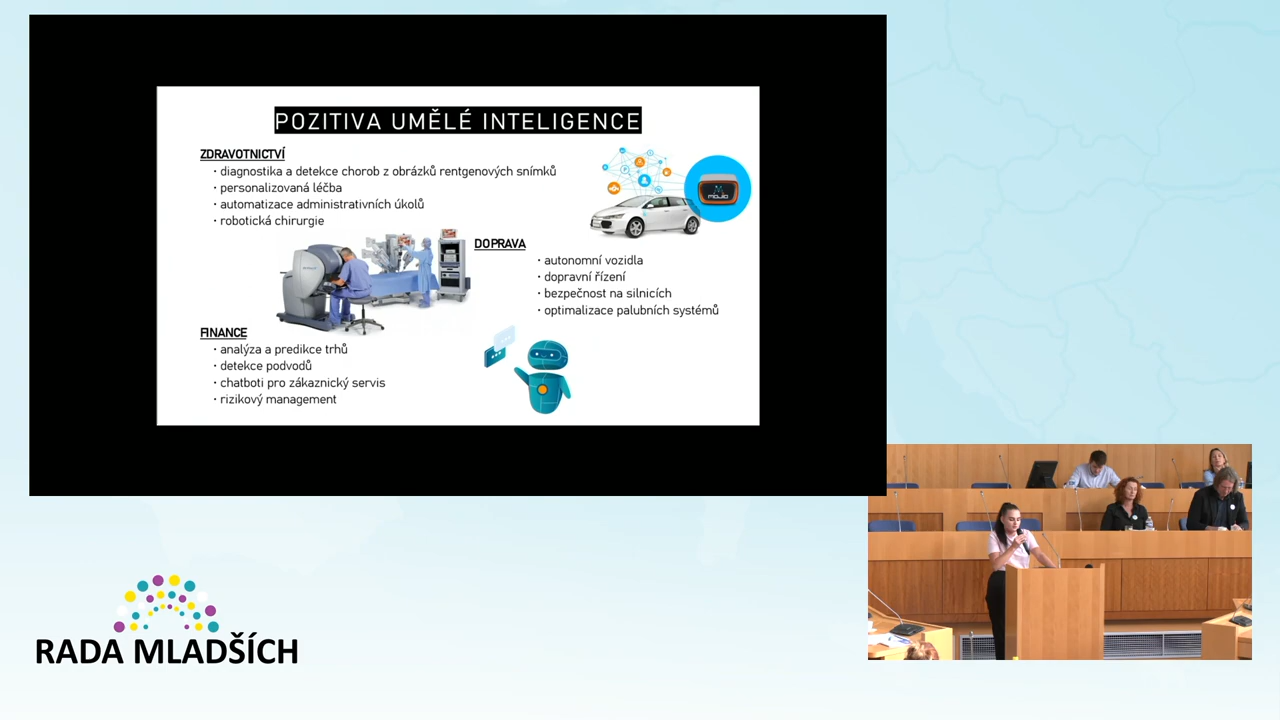 POZITIVA UMĚLÉ INTELIGENCE
ZDRAVOTNICTVÍ
· diagnostika a detekce chorob z obrázků rentgenových snímků
· personalizovaná léčba
· automatizace administrativních úkolů
· robotická chirurgie
mojio
DOPRAVA
· autonomní vozidla
· dopravní řízení
· bezpečnost na silnicích
· optimalizace palubních systémů
FINANCE
· analýza a predikce trhů
· detekce podvodů
· chatboti pro zákaznický servis
· rizikový management
RADA MLADŠÍCH